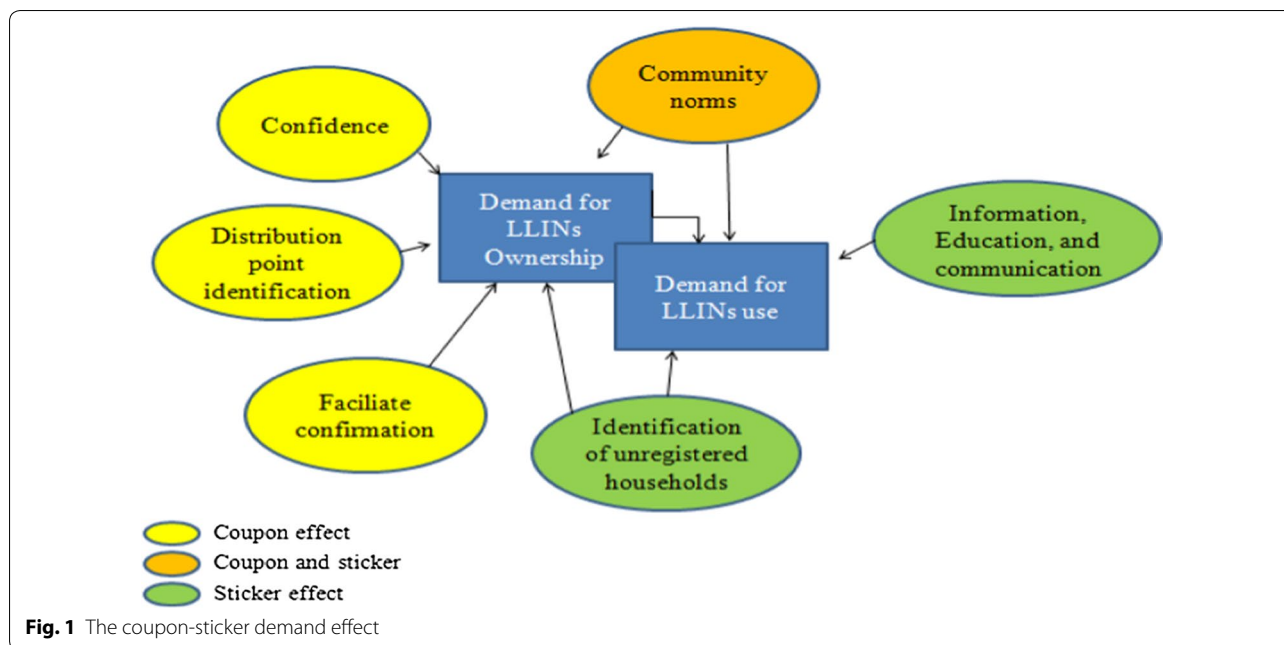 Community
norms
Confidence
Demand for
LLINs
Ownership
Information,
Education, and
communication
Distribution
point
identification
Demand for
LLINs use
Faciliate
confirmation
Identification
of unregistered
households
Coupon effect
Coupon and sticker
Sticker effect
Fig. 1 The coupon-sticker demand effect